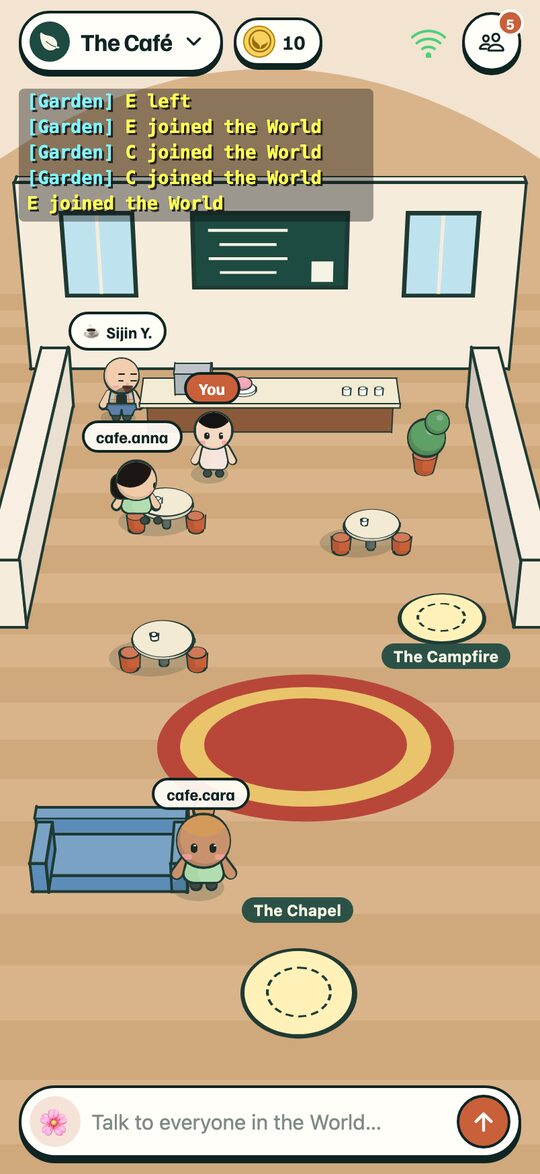 The Café
10
5
[Garden] E left
[Garden] E joined the World
[Garden] C joined the World
[Garden] C joined the World
E joined the World
Sijin Y.
You
cafe.anna
The Campfire
cafe.cara
The Chapel
Talk to everyone in the World...